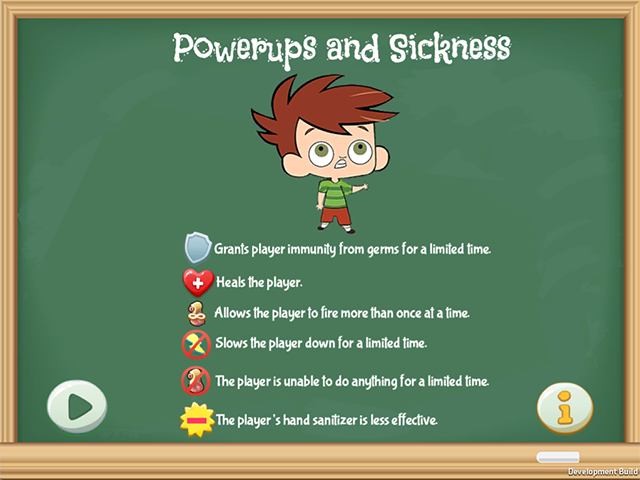 Powerups and Sickness
Grants player immunity from germs for a limited time.
Heals the player.
Allows the player to fire more than once at a time.
Slows the player down for a limited time.
The player is unable to do anything for a limited time.
The player's hand sanitizer is less effective.
i
Development Build